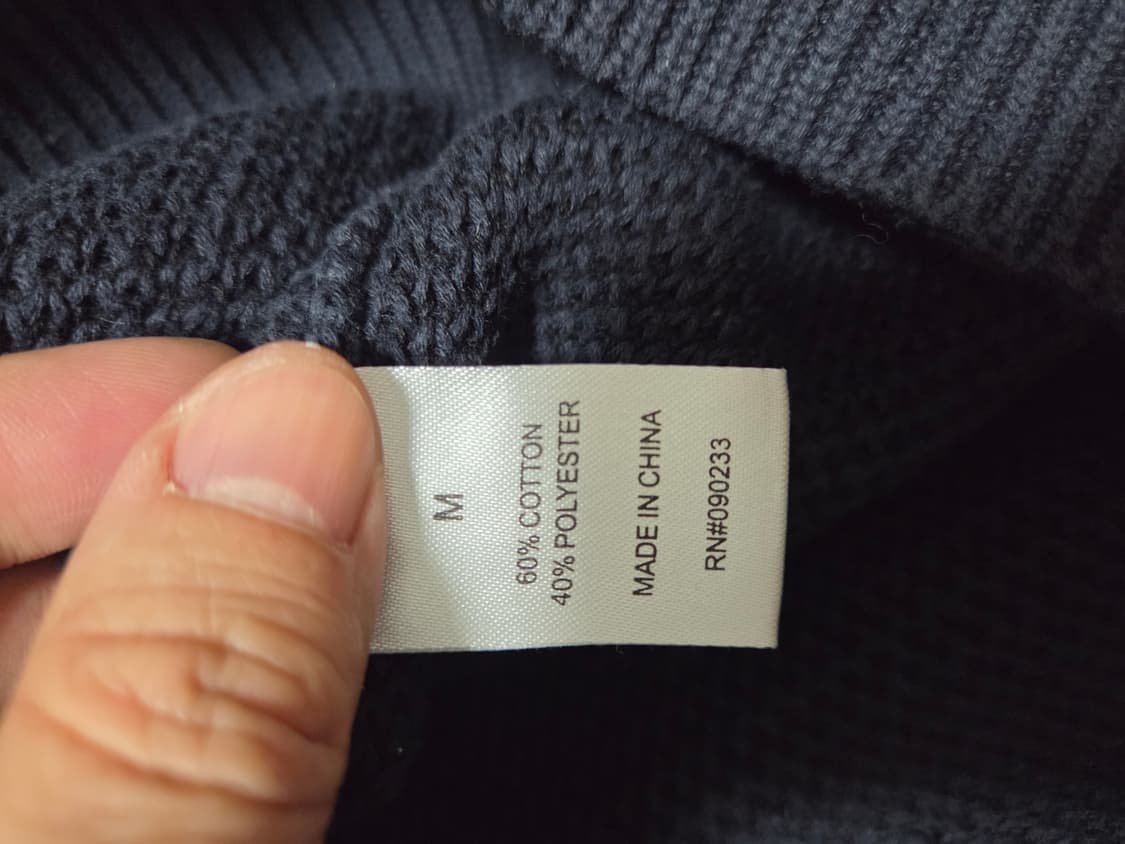 M
60% COTTON
40% POLYESTER
MADE IN CHINA
RN#090233